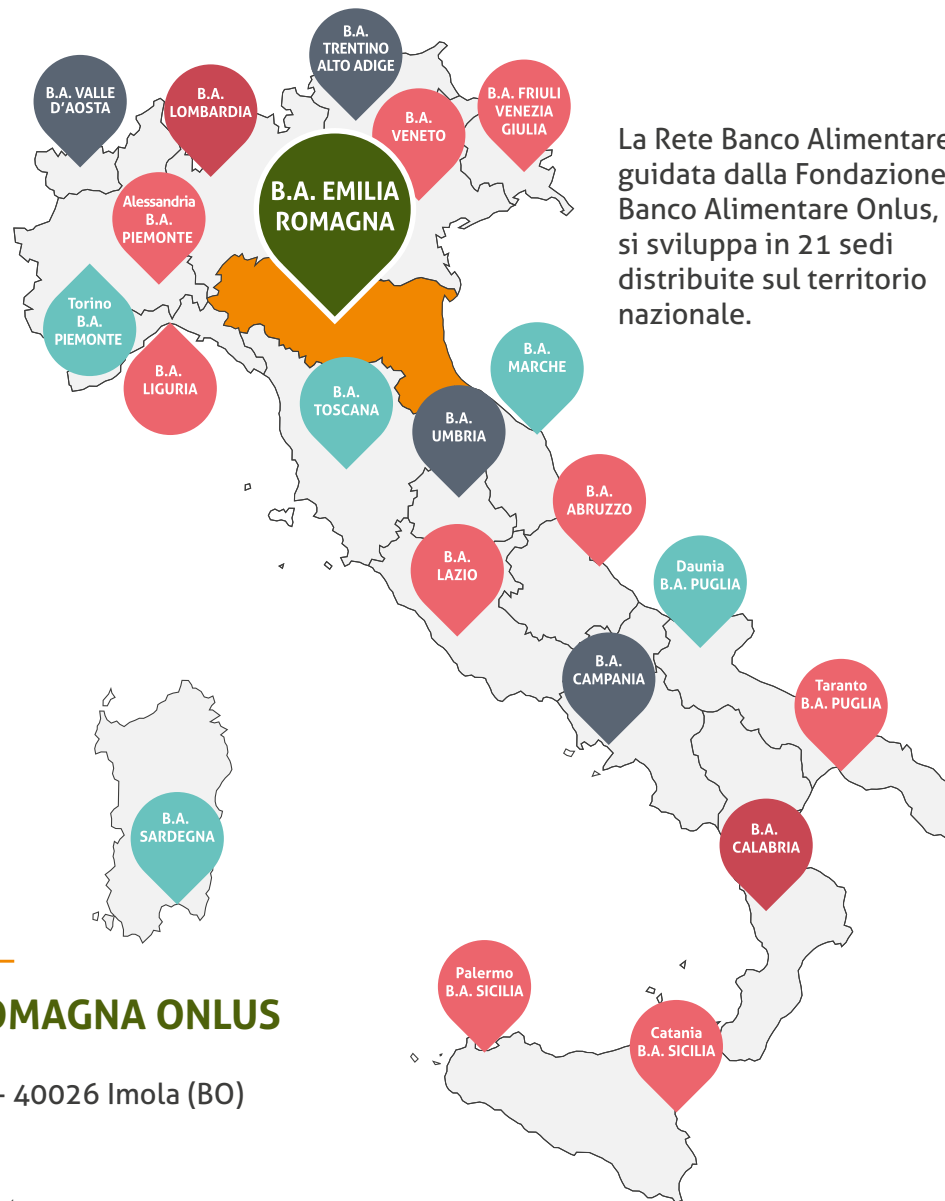 B.A.
TRENTINO
ALTO ADIGE
B.A. VALLE
D'AOSTA
B.A.
LOMBARDIA
B.A.
VENETO
B.A. FRIULI
VENEZIA
GIULIA
La Rete Banco Alimentare
guidata dalla Fondazione
Banco Alimentare Onlus,
si sviluppa in 21 sedi
distribuite sul territorio
nazionale.
B.A. EMILIA
ROMAGNA
Alessandria
B.A.
PIEMONTE
Torino
B.A.
PIEMONTE
B.A.
LIGURIA
B.A.
TOSCANA
B.A.
MARCHE
B.A.
UMBRIA
B.A.
ABRUZZO
B.A.
LAZIO
Daunia
B.A. PUGLIA
B.A.
CAMPANIA
Taranto
B.A. PUGLIA
B.A.
SARDEGNA
B.A.
CALABRIA
Palermo
B.A. SICILIA
Catania
B.A. SICILIA
OMAGNA ONLUS
- 40026 Imola (BO)